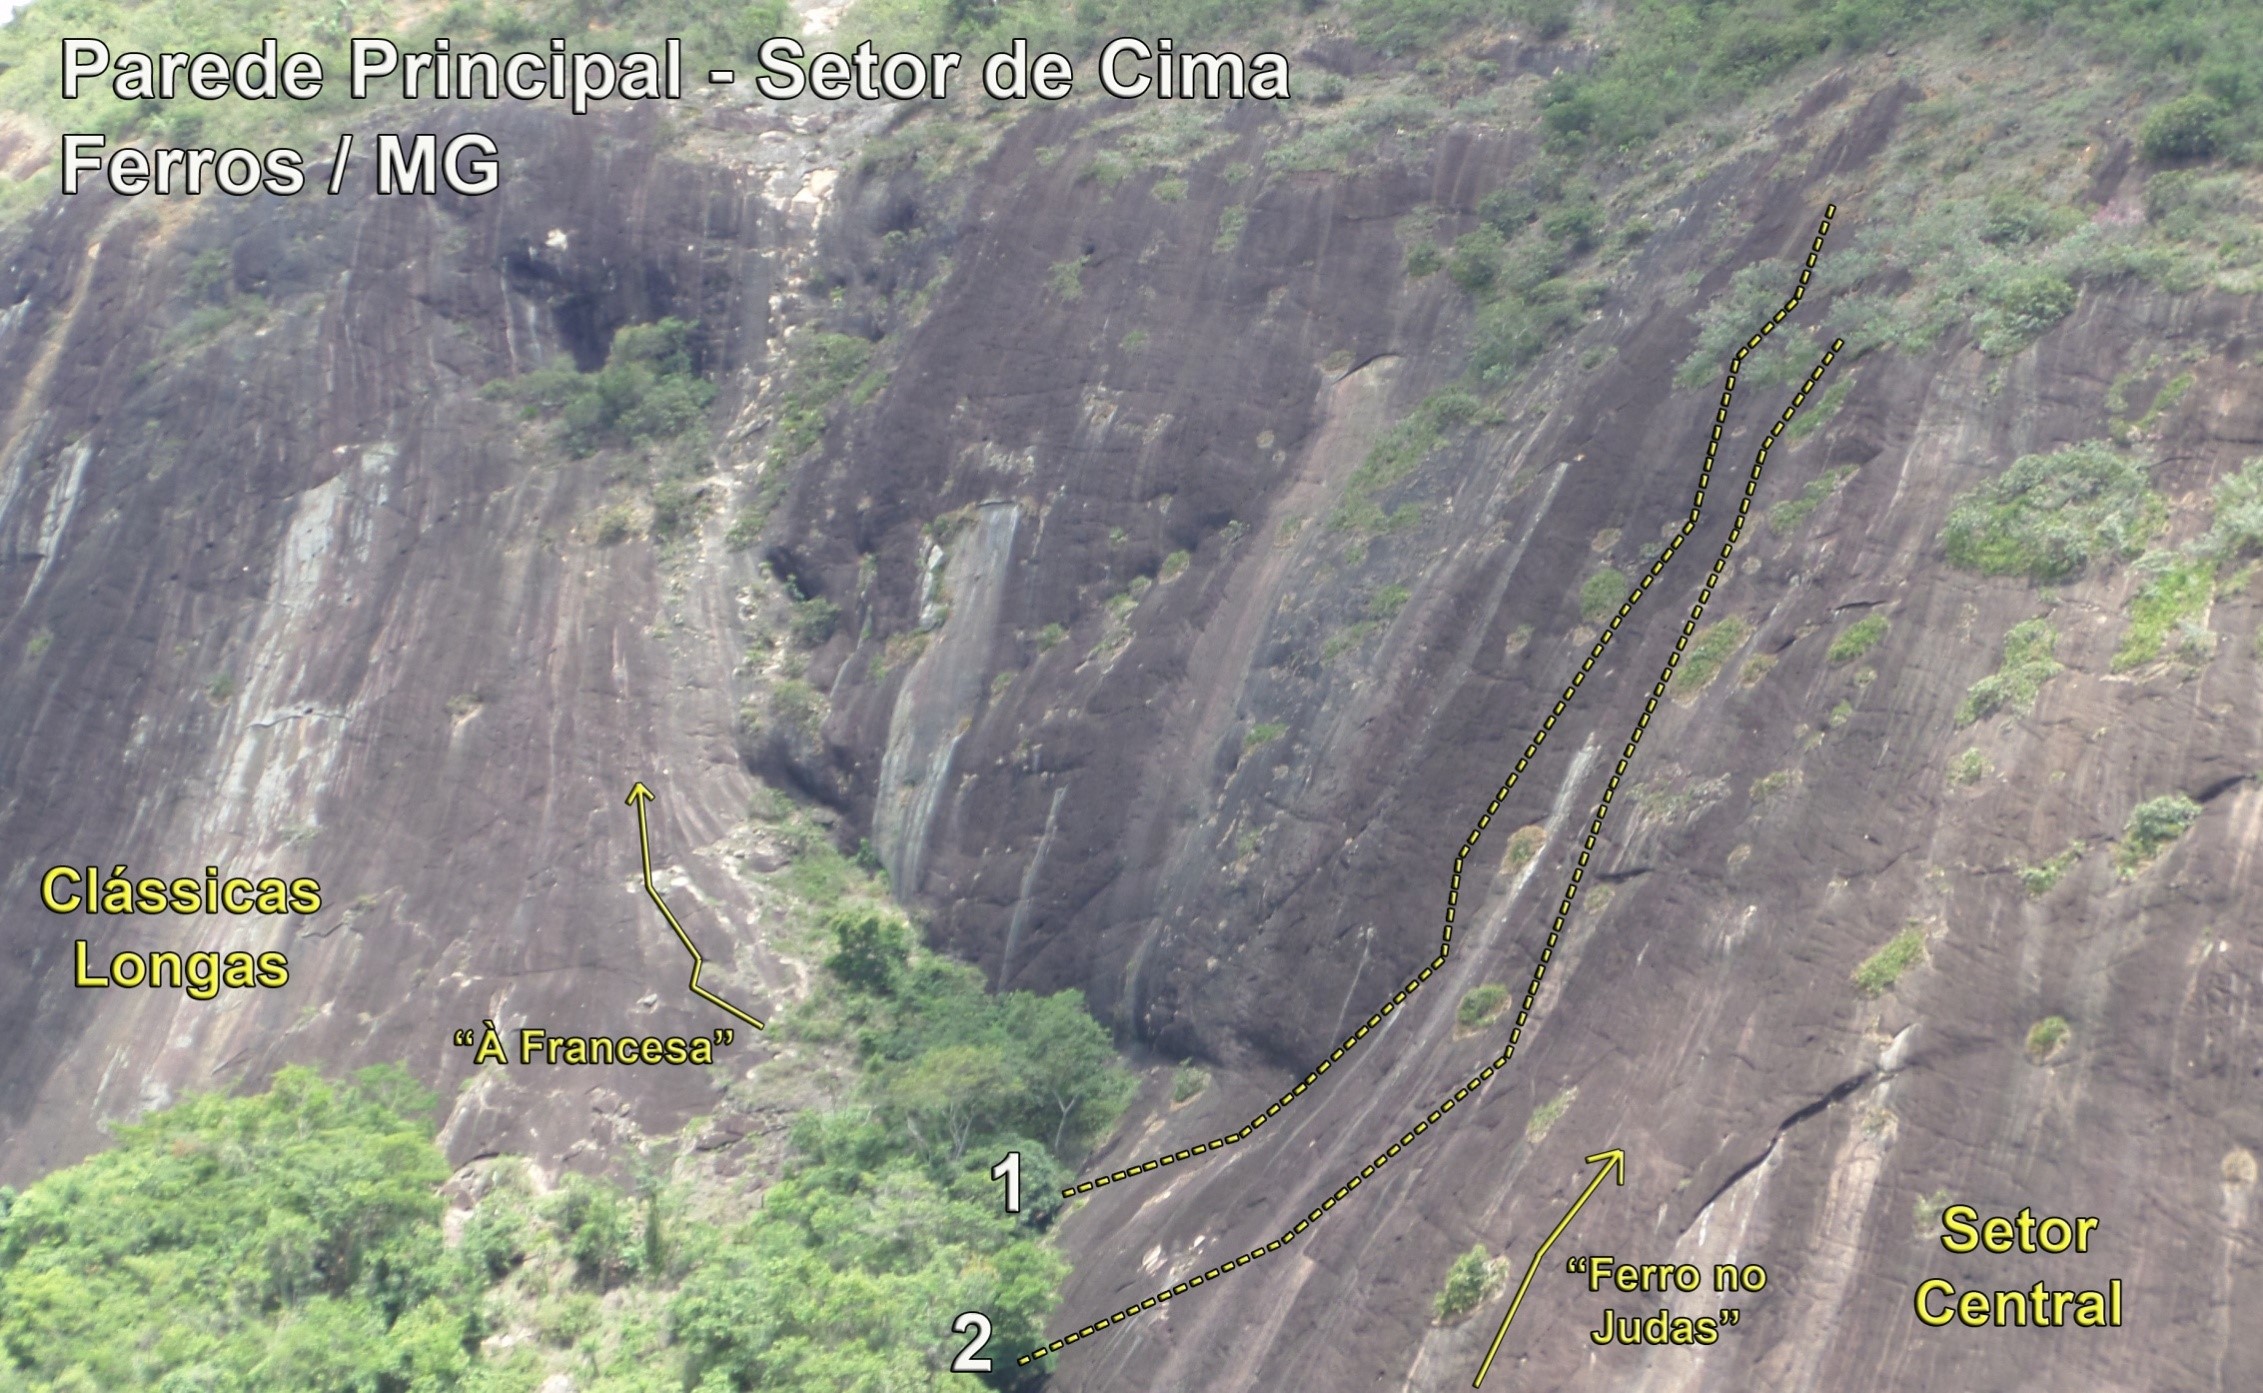 Parede Principal - Setor de Cima
Ferros / MG
Clássicas
Longas
“À Francesa”
1
2
“Ferro no
Judas”
Setor
Central